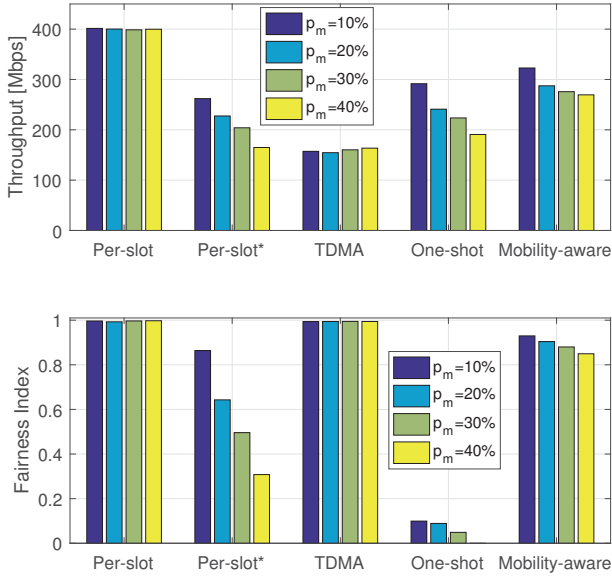 Throughput [Mbps]
400
300
200
100
0
p_m=10%
p_m=20%
p_m=30%
p_m=40%
Per-slot Per-slot* TDMA One-shot Mobility-aware
Fairness Index
1
0.8
0.6
0.4
0.2
0
p_m=10%
p_m=20%
p_m=30%
p_m=40%
Per-slot Per-slot* TDMA One-shot Mobility-aware